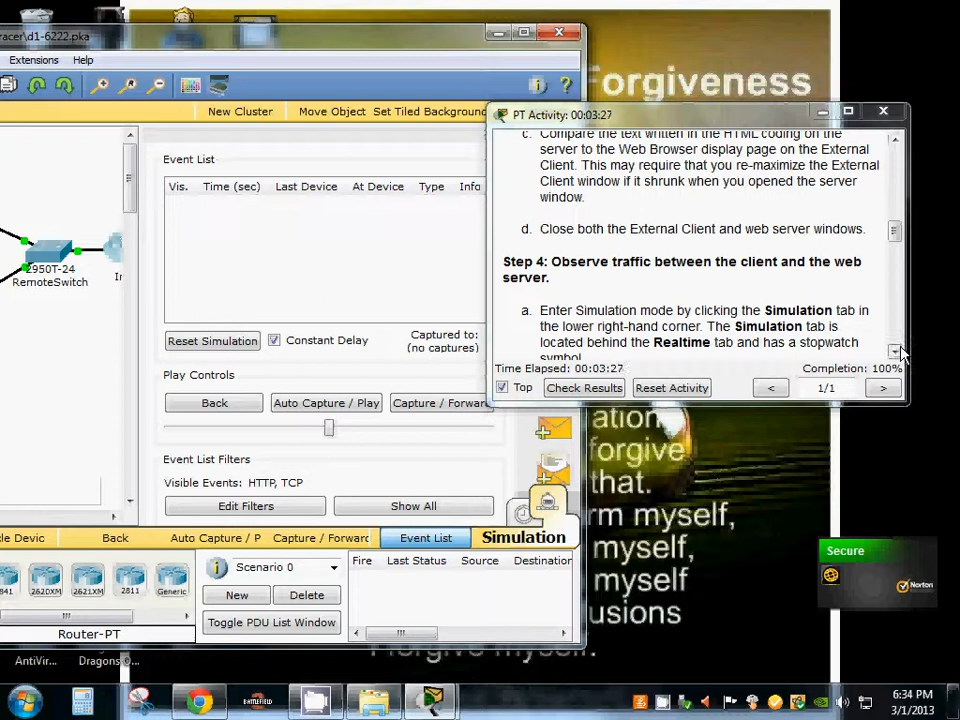 racer\d1-6222.pka
Extensions Help
New Cluster Move Object Set Tiled Background
Event List
Vis. Time (sec) Last Device At Device Type Info
2950T-24
RemoteSwitch
Reset Simulation Constant Delay Captured to:
(no captures)
Play Controls
Back Auto Capture / Play Capture / Forward
Event List Filters
Visible Events: HTTP, TCP
Edit Filters Show All
Back Auto Capture / P Capture / Forward Event List Simulation
Scenario 0
New Delete
Toggle PDU List Window
Fire Last Status Source Destination
841 2620XM 2621XM 2811 Generic
Router-PT
PT Activity: 00:03:27
c. Compare the text written in the HTML coding on the
server to the Web Browser display page on the External
Client. This may require that you re-maximize the External
Client window if it shrunk when you opened the server
window.
d. Close both the External Client and web server windows.
Step 4: Observe traffic between the client and the web
server.
a. Enter Simulation mode by clicking the Simulation tab in
the lower right-hand corner. The Simulation tab is
located behind the Realtime tab and has a stopwatch
symbol.
Time Elapsed: 00:03:27 Completion: 100%
Top Check Results Reset Activity < 1/1 >
Forgiveness
forgive
that.
rm myself,
myself,
myself
usions
I forgive myself.
Secure
Norton
AntiVir... Dragons O...
BATTLEFIELD
6:34 PM
3/1/2013